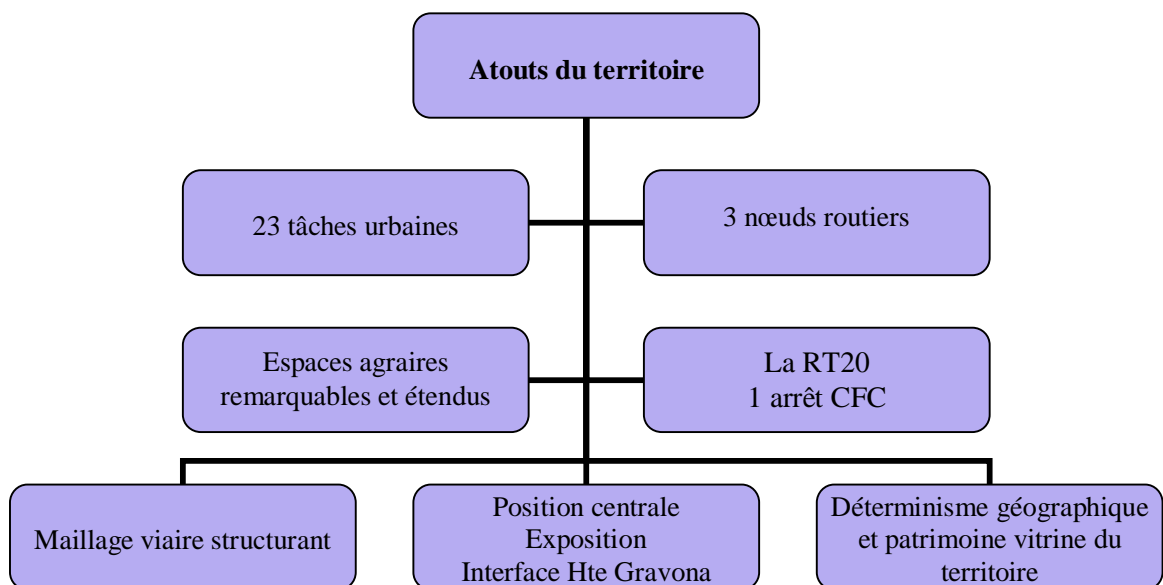 Atouts du territoire
23 tâches urbaines
3 nœuds routiers
Espaces agraires
remarquables et étendus
La RT20
1 arrêt CFC
Maillage viaire structurant
Position centrale
Exposition
Interface Hte Gravona
Déterminisme géographique
et patrimoine vitrine du
territoire